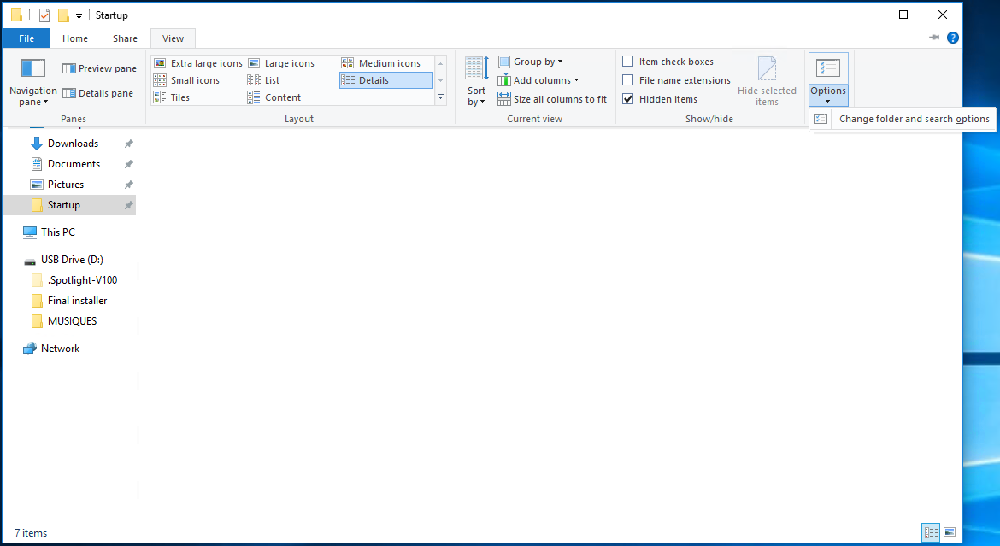 Startup
File Home Share View
Navigation pane
Preview pane
Details pane
Panes
Extra large icons Large icons Medium icons
Small icons List Details
Tiles Content
Layout
Sort by
Group by
Add columns
Size all columns to fit
Current view
Item check boxes
File name extensions
Hidden items
Hide selected
items
Show/hide
Options
Change folder and search options
Downloads
Documents
Pictures
Startup
This PC
USB Drive (D:)
.Spotlight-V100
Final installer
MUSIQUES
Network
7 items